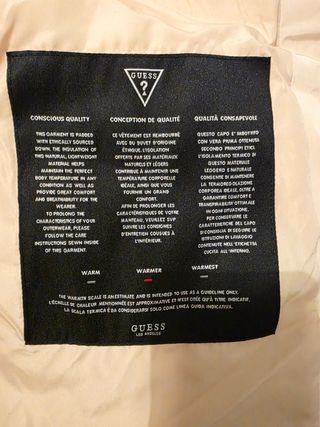 GUESS
?
CONSCIOUS QUALITY
THIS GARMENT IS PADDED
WITH ETHICALLY SOURCED
DOWN. THE INSULATION OF
THIS NATURAL, LIGHTWEIGHT
MATERIAL HELPS
MAINTAIN THE PERFECT
BODY TEMPERATURE IN ANY
CONDITION AS WELL AS
PROVIDE GREAT COMFORT
AND BREATHABILITY FOR THE
WEARER.
TO PROLONG THE
CHARACTERISTICS OF YOUR
OUTERWEAR, PLEASE
FOLLOW THE CARE
INSTRUCTIONS SEWN INSIDE
OF THIS GARMENT.
CONCEPTION DE QUALITÉ
CE VÊTEMENT EST REMBOURRÉ
AVEC DU DUVET D'ORIGINE
ÉTHIQUE. L'ISOLATION
OFFERTE PAR SES MATÉRIAUX
NATURELS ET LÉGERS
CONTRIBUE À MAINTENIR UNE
TEMPÉRATURE CORPORELLE
IDÉALE, AINSI QUE VOUS
FOURNIR UN GRAND
CONFORT.
AFIN DE PROLONGER LES
CARACTÉRISTIQUES DE VOTRE
MANTEAU, VEUILLEZ SVP
SUIVRE LES CONSIGNES
D'ENTRETIEN COUSUES À
L'INTÉRIEUR.
QUALITÀ CONSAPEVOLE
QUESTO CAPO E' IMBOTTITO
CON VERA PIUMA OTTENUTA
SECONDO PRINCIPI ETICI.
L'ISOLAMENTO TERMICO DI
QUESTO MATERIALE
LEGGERO E NATURALE
CONSENTE DI MANTENERE
LA TERMOREGOLAZIONE
CORPOREA IDEALE, OLTRE A
GARANTIRE COMFORT E
TRASPIRABILITÀ OTTIMALE
IN OGNI SITUAZIONE.
PER CONSERVARE LE
CARATTERISTICHE DEL CAPO
SI CONSIGLIA DI SEGUIRE LE
ISTRUZIONI DI LAVAGGIO
CONTENUTE NELL'ETICHETTA
CUCITA ALL'INTERNO.
WARM WARMER WARMEST
THE WARMTH SCALE IS AN ESTIMATE AND IS INTENDED TO USE AS A GUIDELINE ONLY.
L'ÉCHELLE DE CHALEUR MENTIONNÉE EST APPROXIMATIVE ET N'EST CITÉE QU'À TITRE INDICATIF.
LA SCALA TERMICA È DA CONSIDERARSI SOLO COME LINEA GUIDA INDICATIVA.
GUESS
LOS ANGELES